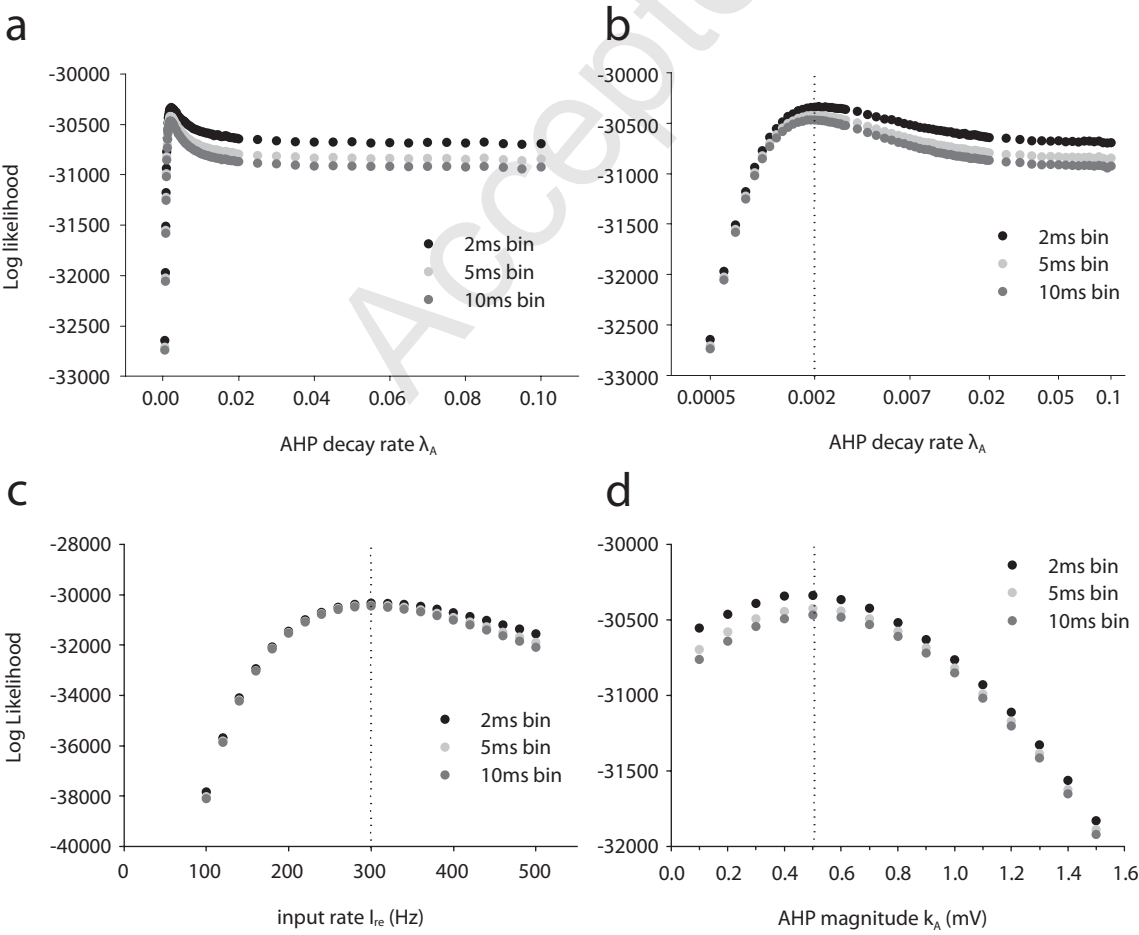 a
-30000
-30500
-31000
-31500
-32000
-32500
-33000
Log likelihood
0.00 0.02 0.04 0.06 0.08 0.10
AHP decay rate λA
2ms bin
5ms bin
10ms bin
b
-30000
-30500
-31000
-31500
-32000
-32500
-33000
0.0005 0.002 0.007 0.02 0.05 0.1
AHP decay rate λA
2ms bin
5ms bin
10ms bin
c
-28000
-30000
-32000
-34000
-36000
-38000
-40000
Log Likelihood
0 100 200 300 400 500
input rate Ire (Hz)
2ms bin
5ms bin
10ms bin
d
-30000
-30500
-31000
-31500
-32000
0.0 0.2 0.4 0.6 0.8 1.0 1.2 1.4 1.6
AHP magnitude kA (mV)
2ms bin
5ms bin
10ms bin